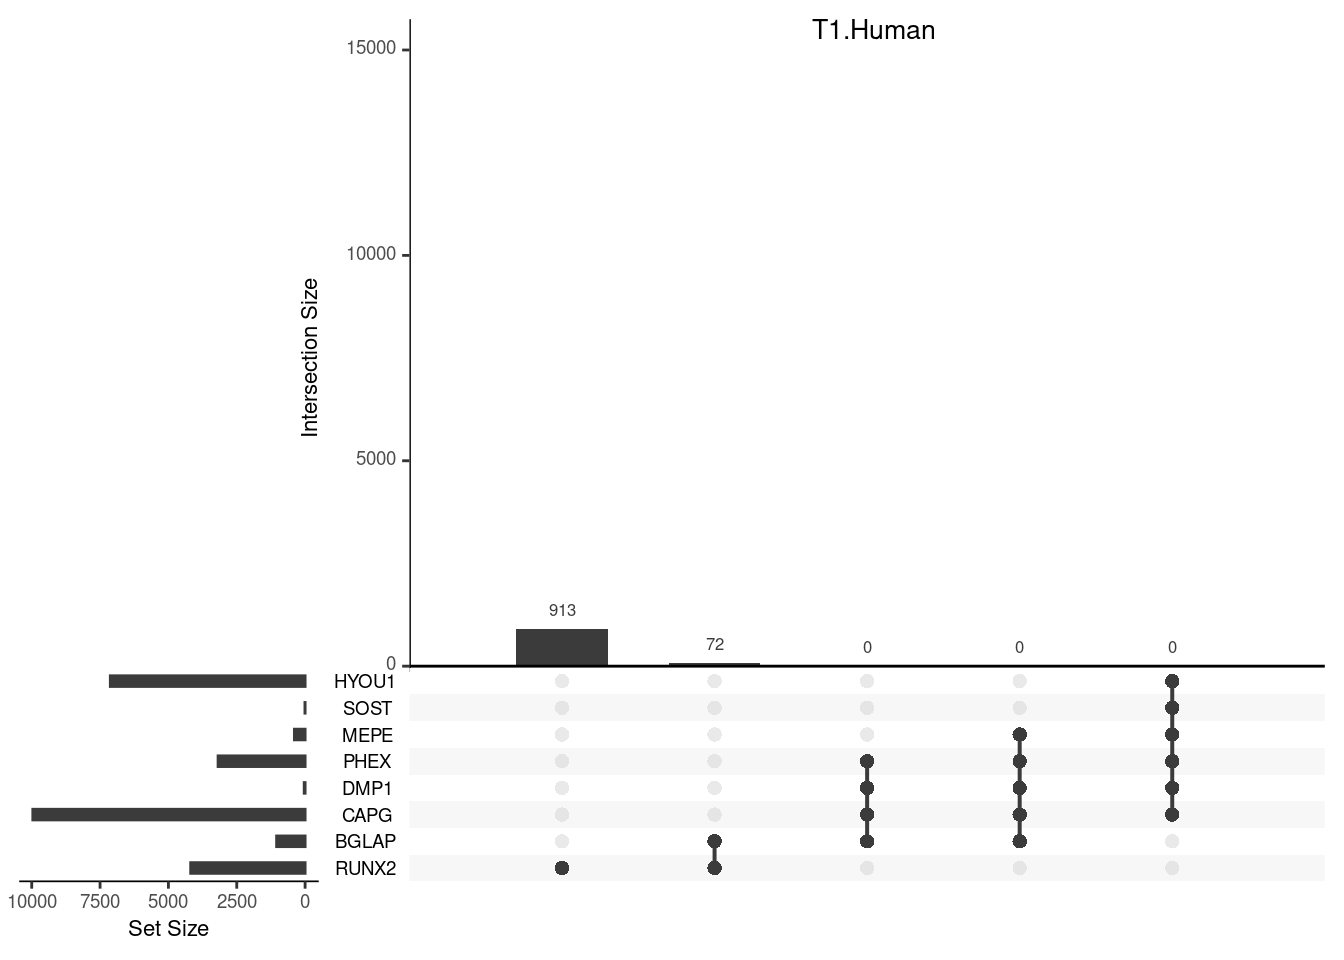 T1.Human
15000
10000
5000
0
Intersection Size
913
72
0
0
0
HYOU1
SOST
MEPE
PHEX
DMP1
CAPG
BGLAP
RUNX2
10000 7500 5000 2500 0
Set Size